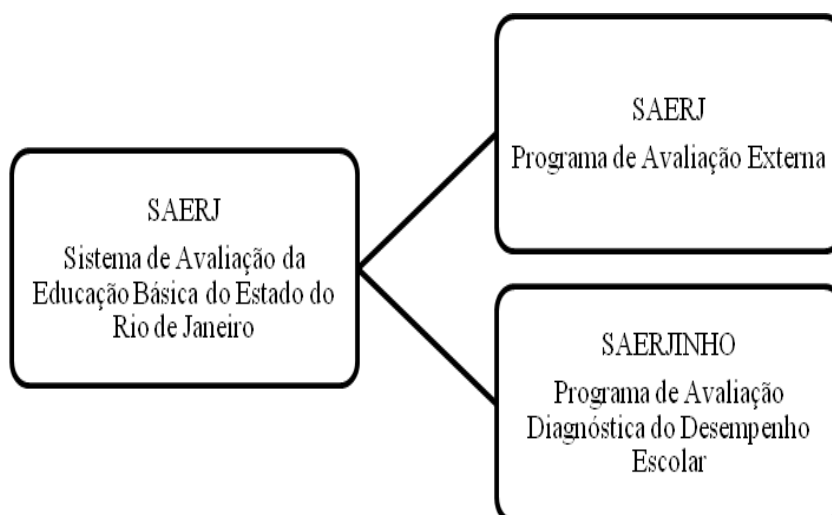 SAERJ
Sistema de Avaliação da
Educação Básica do Estado do
Rio de Janeiro
SAERJ
Programa de Avaliação Externa
SAERJINHO
Programa de Avaliação
Diagnóstica do Desempenho
Escolar